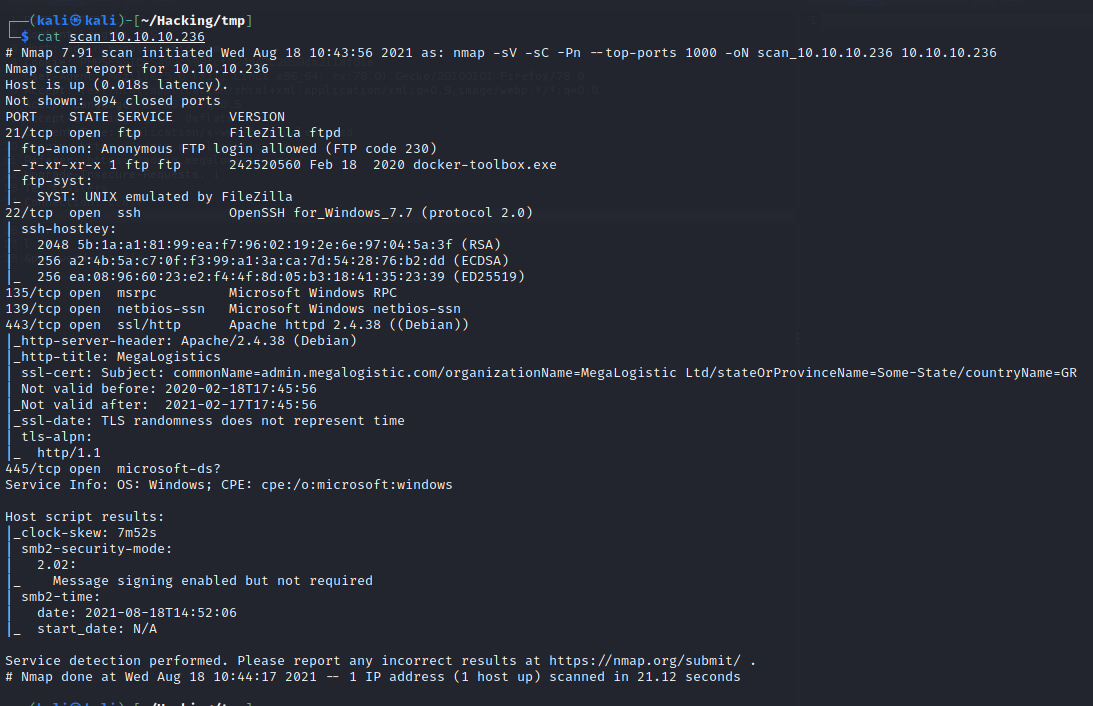 ┌──(kali㉿kali)-[~/Hacking/tmp]
└─$ cat scan_10.10.10.236
# Nmap 7.91 scan initiated Wed Aug 18 10:43:56 2021 as: nmap -sV -sC -Pn --top-ports 1000 -oN scan_10.10.10.236 10.10.10.236
Nmap scan report for 10.10.10.236
Host is up (0.018s latency).
Not shown: 994 closed ports
PORT    STATE SERVICE       VERSION
21/tcp  open  ftp           FileZilla ftpd
| ftp-anon: Anonymous FTP login allowed (FTP code 230)
|_-r-xr-xr-x 1 ftp ftp      242520560 Feb 18  2020 docker-toolbox.exe
| ftp-syst:
|_  SYST: UNIX emulated by FileZilla
22/tcp  open  ssh           OpenSSH for_Windows_7.7 (protocol 2.0)
| ssh-hostkey:
|   2048 5b:1a:a1:81:99:ea:f7:96:02:19:2e:6e:97:04:5a:3f (RSA)
|   256 a2:4b:5a:c7:0f:f3:99:a1:3a:ca:7d:54:28:76:b2:dd (ECDSA)
|_  256 ea:08:96:60:23:e2:f4:4f:8d:05:b3:18:41:35:23:39 (ED25519)
135/tcp open  msrpc         Microsoft Windows RPC
139/tcp open  netbios-ssn   Microsoft Windows netbios-ssn
443/tcp open  ssl/http      Apache httpd 2.4.38 ((Debian))
|_http-server-header: Apache/2.4.38 (Debian)
|_http-title: MegaLogistics
| ssl-cert: Subject: commonName=admin.megalogistic.com/organizationName=MegaLogistic Ltd/stateOrProvinceName=Some-State/countryName=GR
| Not valid before: 2020-02-18T17:45:56
|_Not valid after:  2021-02-17T17:45:56
|_ssl-date: TLS randomness does not represent time
| tls-alpn:
|_  http/1.1
445/tcp open  microsoft-ds?
Service Info: OS: Windows; CPE: cpe:/o:microsoft:windows

Host script results:
|_clock-skew: 7m52s
| smb2-security-mode:
|   2.02:
|_    Message signing enabled but not required
| smb2-time:
|   date: 2021-08-18T14:52:06
|_  start_date: N/A

Service detection performed. Please report any incorrect results at https://nmap.org/submit/ .
# Nmap done at Wed Aug 18 10:44:17 2021 -- 1 IP address (1 host up) scanned in 21.12 seconds